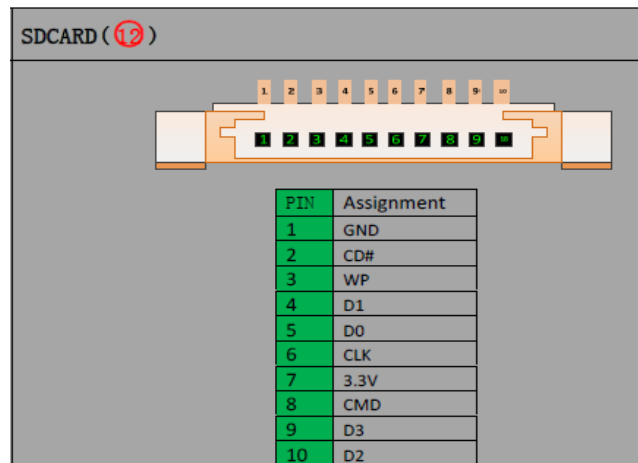 SDCARD(⑫)
1 2 3 4 5 6 7 8 9 10
1 2 3 4 5 6 7 8 9 10
PIN Assignment
1 GND
2 CD#
3 WP
4 D1
5 D0
6 CLK
7 3.3V
8 CMD
9 D3
10 D2